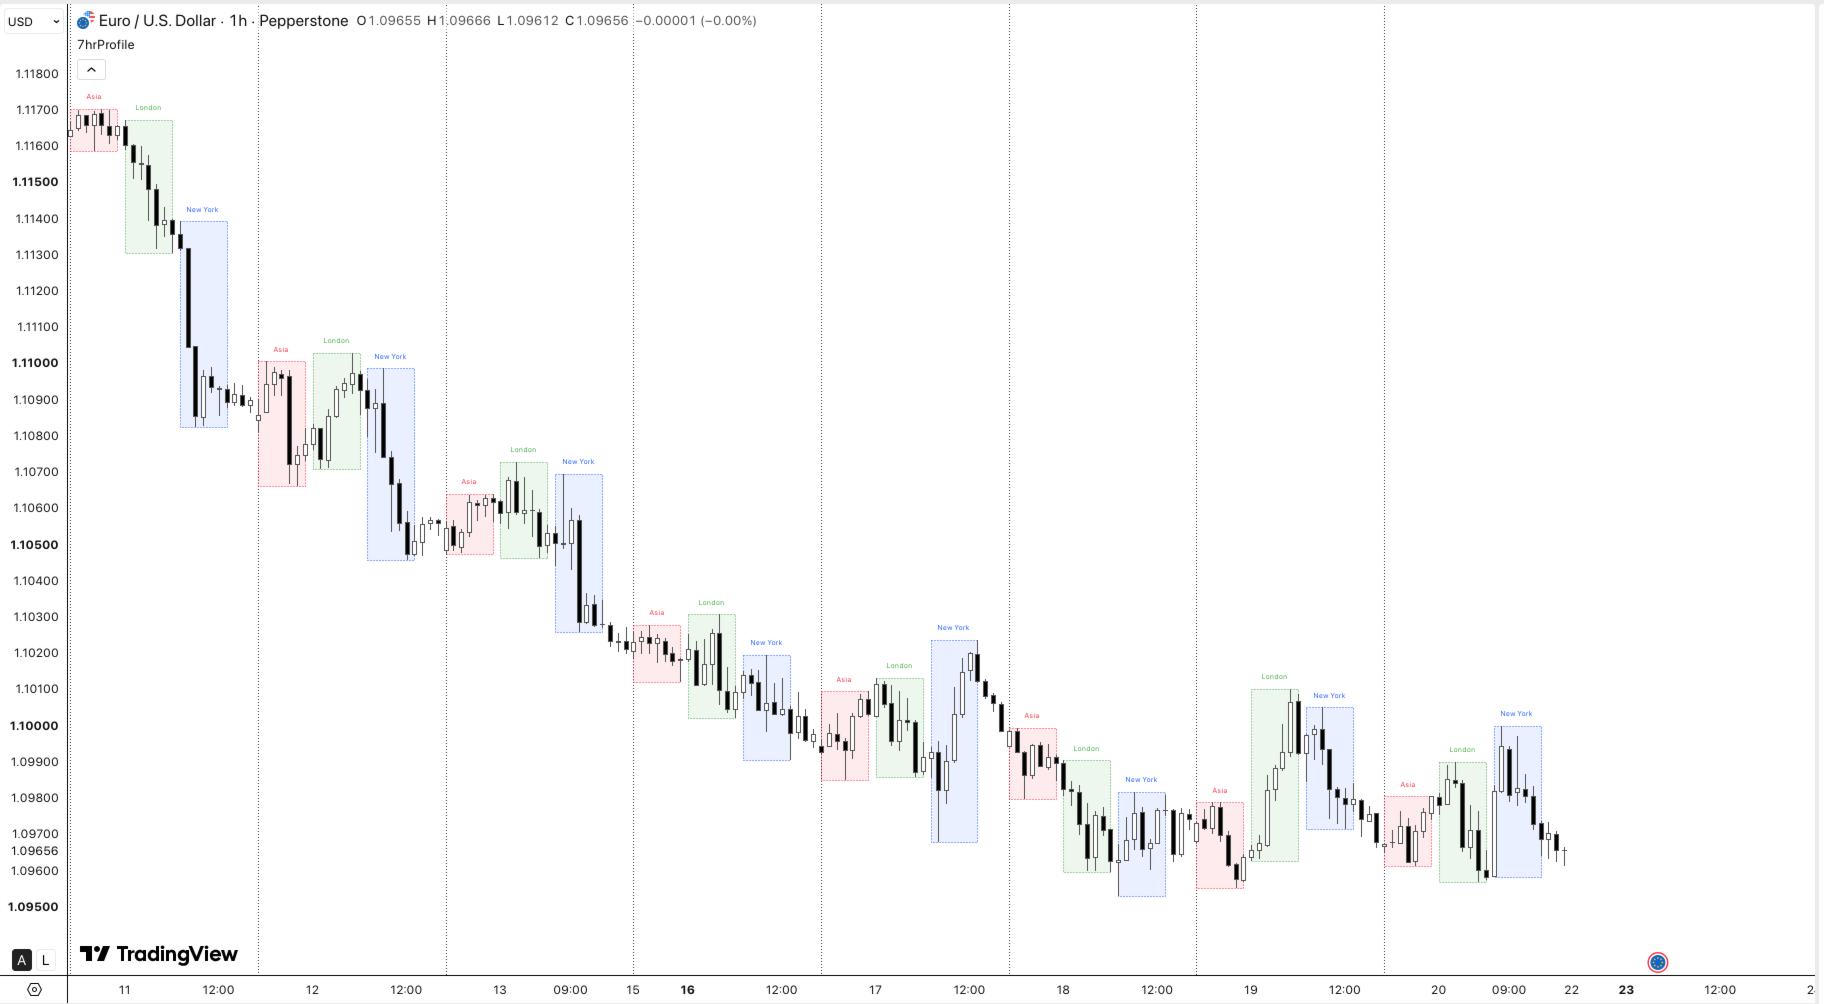 USD
Euro / U.S. Dollar · 1h · Pepperstone O1.09655 H1.09666 L1.09612 C1.09656 −0.00001 (−0.00%)
7hrProfile
1.11800
1.11700
1.11600
1.11500
1.11400
1.11300
1.11200
1.11100
1.11000
1.10900
1.10800
1.10700
1.10600
1.10500
1.10400
1.10300
1.10200
1.10100
1.10000
1.09900
1.09800
1.09700
1.09656
1.09600
1.09500
Asia
London
New York
Asia
London
New York
Asia
London
New York
Asia
London
New York
Asia
London
New York
Asia
London
New York
Asia
London
New York
Asia
London
New York
TradingView
A L
11 12:00 12 12:00 13 09:00 15 16 12:00 17 12:00 18 12:00 19 12:00 20 09:00 22 23 12:00